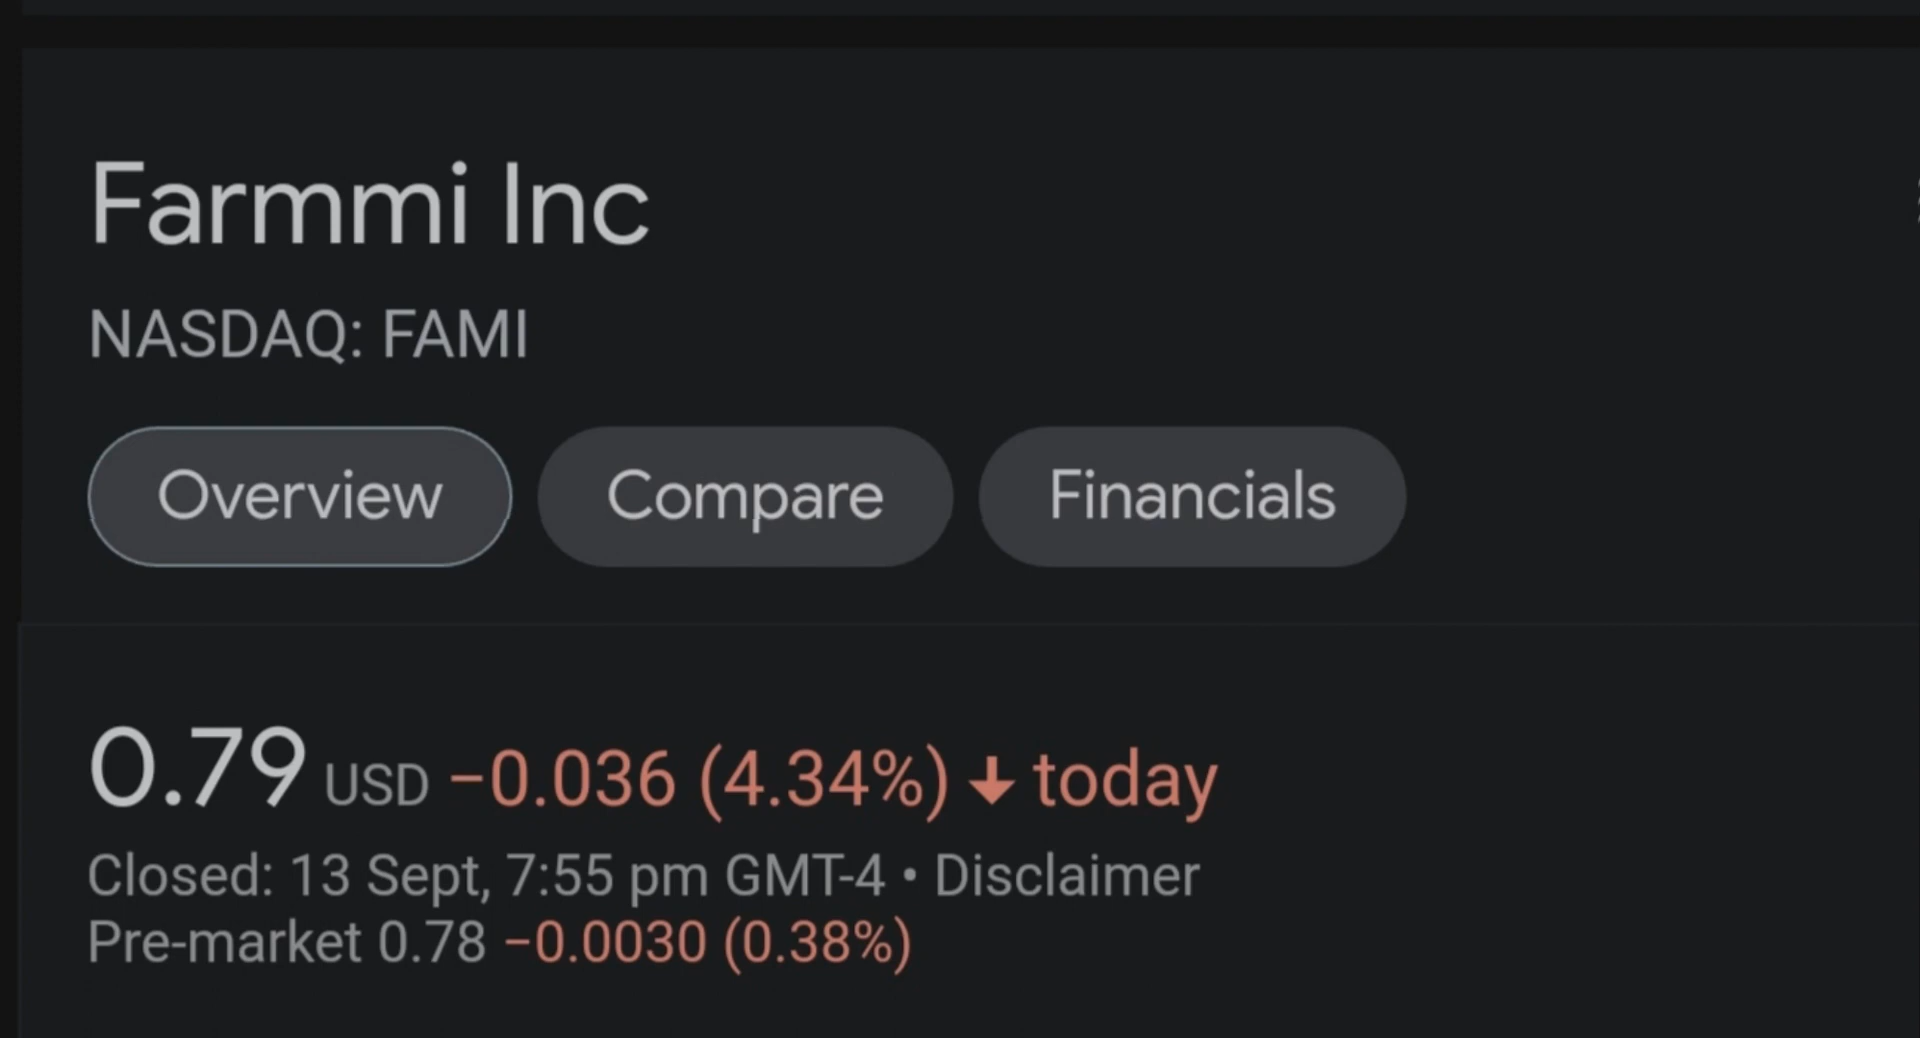 Farmmi Inc
NASDAQ: FAMI
Overview Compare Financials
0.79 USD −0.036 (4.34%) ↓ today
Closed: 13 Sept, 7:55 pm GMT-4 • Disclaimer
Pre-market 0.78 −0.0030 (0.38%)